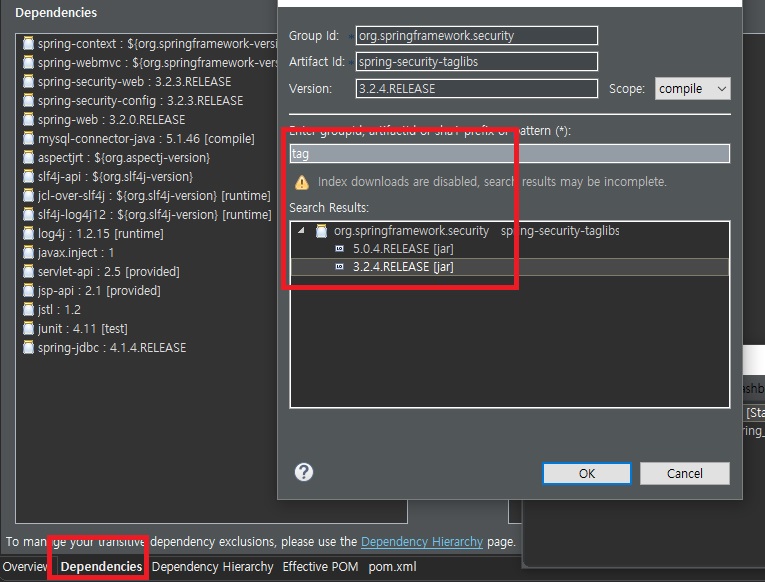 Dependencies
spring-context : ${org.springframework-versi
spring-webmvc : ${org.springframework-vers
spring-security-web : 3.2.3.RELEASE
spring-security-config : 3.2.3.RELEASE
spring-web : 3.2.0.RELEASE
mysql-connector-java : 5.1.46 [compile]
aspectjrt : ${org.aspectj-version}
slf4j-api : ${org.slf4j-version}
jcl-over-slf4j : ${org.slf4j-version} [runtime]
slf4j-log4j12 : ${org.slf4j-version} [runtime]
log4j : 1.2.15 [runtime]
javax.inject : 1
servlet-api : 2.5 [provided]
jsp-api : 2.1 [provided]
jstl : 1.2
junit : 4.11 [test]
spring-jdbc : 4.1.4.RELEASE
Group Id: org.springframework.security
Artifact Id: spring-security-taglibs
Version: 3.2.4.RELEASE Scope: compile
Enter groupId, artifactId or sha1 prefix or pattern (*):
tag
Index downloads are disabled, search results may be incomplete.
Search Results:
org.springframework.security spring-security-taglibs
5.0.4.RELEASE [jar]
3.2.4.RELEASE [jar]
OK Cancel
ashb
[Sta
ring_
To manage your transitive dependency exclusions, please use the Dependency Hierarchy page.
Overview Dependencies Dependency Hierarchy Effective POM pom.xml